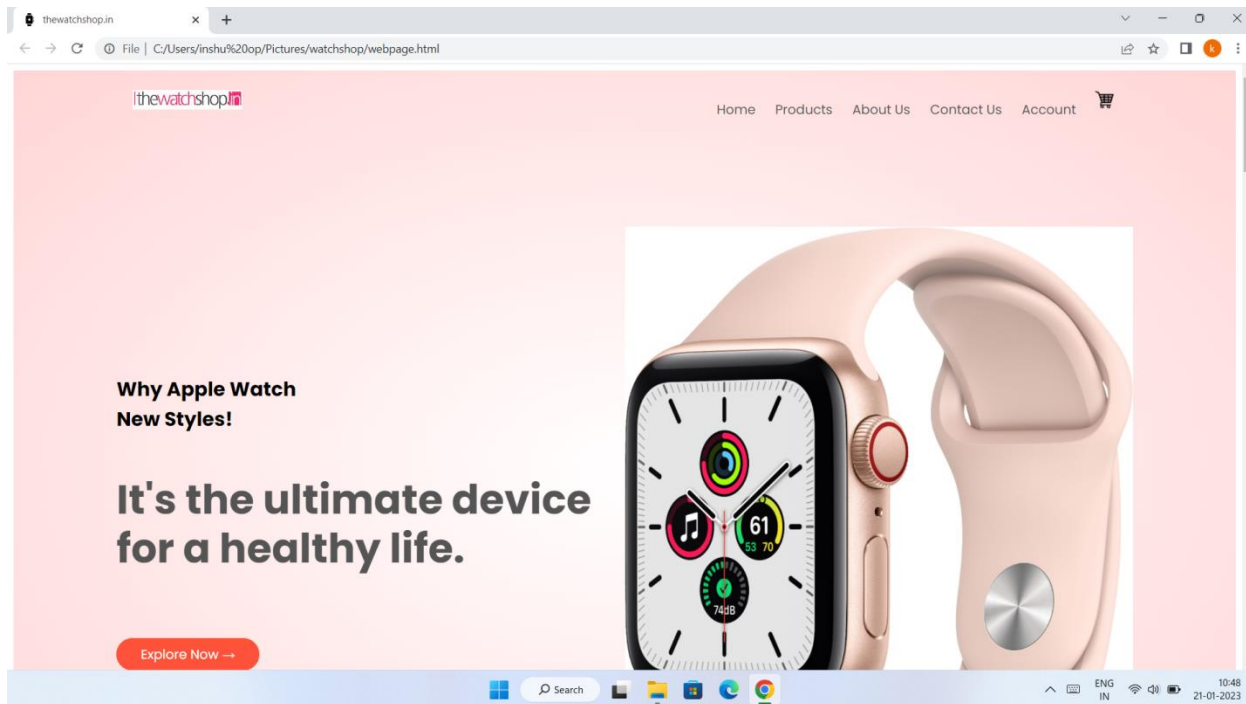 thewatchshop.in
File | C:/Users/inshu%20op/Pictures/watchshop/webpage.html
k
thewatchshop.in
Home Products About Us Contact Us Account
Why Apple Watch
New Styles!
It's the ultimate device
for a healthy life.
61
53 70
74dB
Explore Now →
Search
ENG
IN
10:48
21-01-2023